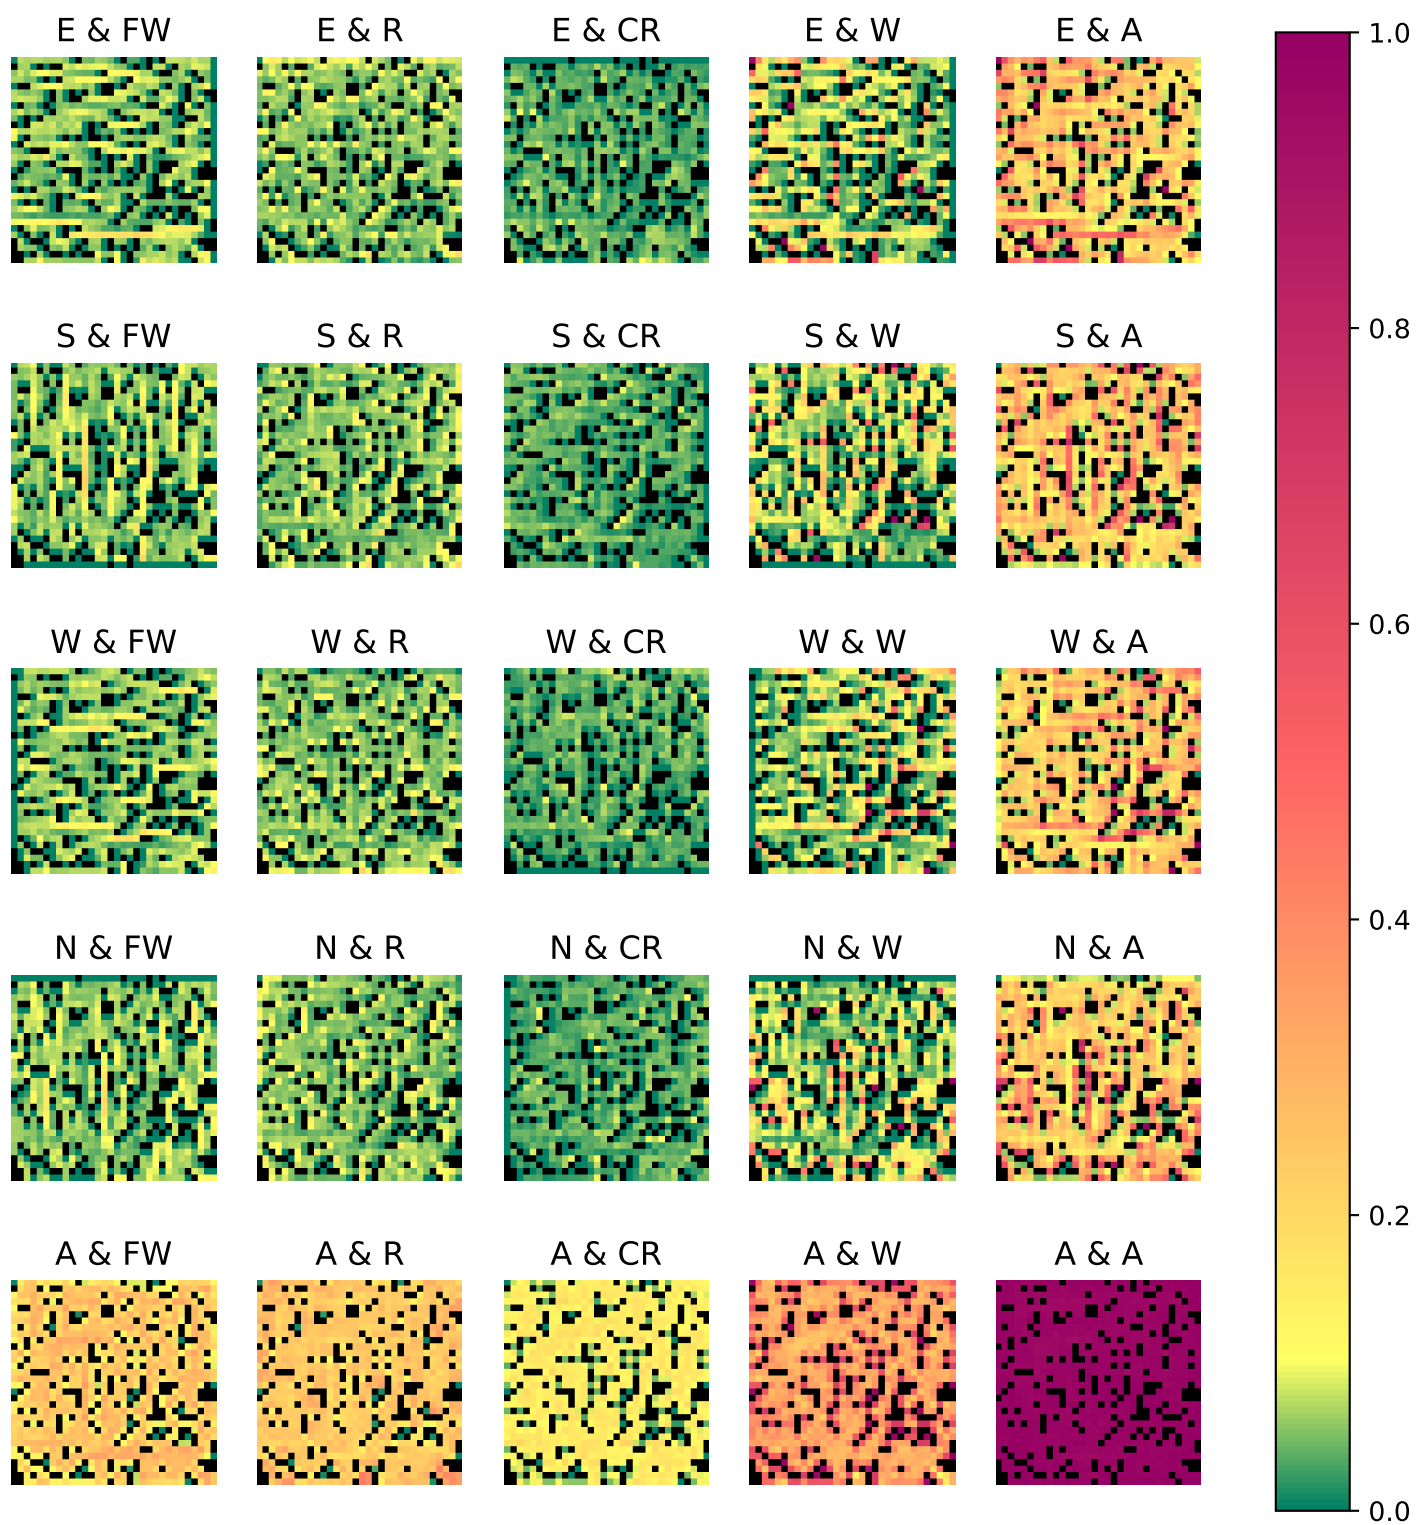 E & FW E & R E & CR E & W E & A
1.0
S & FW S & R S & CR S & W S & A
0.8
W & FW W & R W & CR W & W W & A
0.6
N & FW N & R N & CR N & W N & A
0.4
A & FW A & R A & CR A & W A & A
0.2
0.0